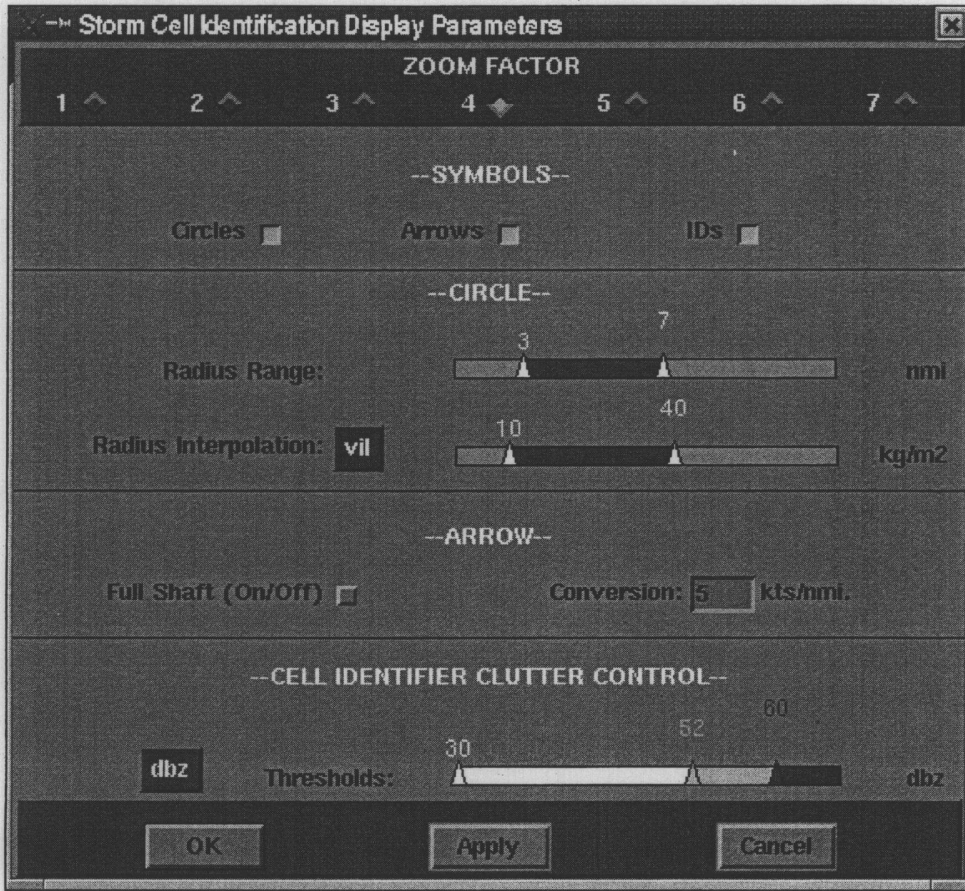 Storm Cell Identification Display Parameters
ZOOM FACTOR
1 2 3 4 5 6 7
--SYMBOLS--
Circles Arrows IDs
--CIRCLE--
3 7
Radius Range: nmi
10 40
Radius Interpolation: vil kg/m2
--ARROW--
Full Shaft (On/Off) Conversion: 5 kts/nmi.
--CELL IDENTIFIER CLUTTER CONTROL--
30 52 60
dbz Thresholds: dbz
OK Apply Cancel